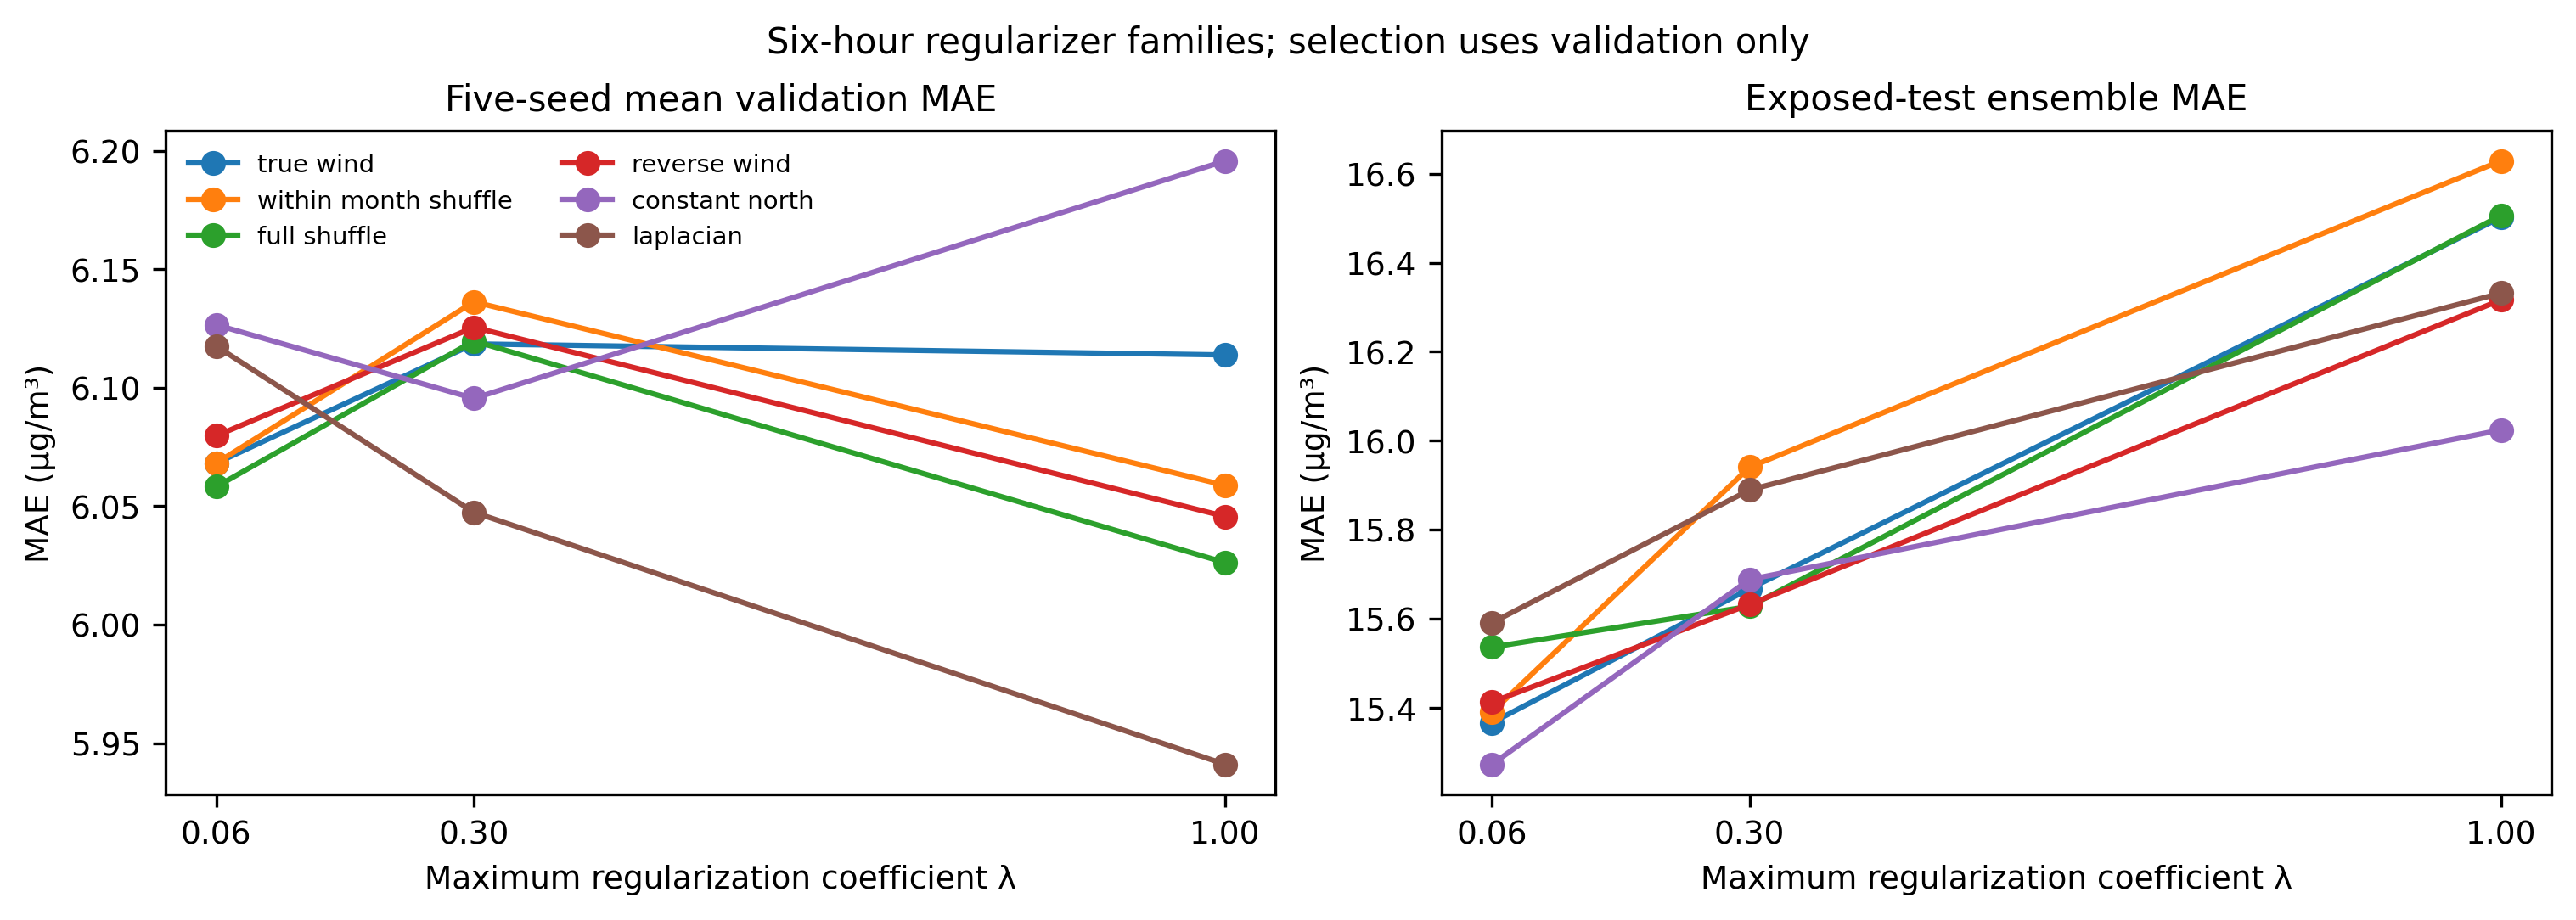 Six-hour regularizer families; selection uses validation only
Five-seed mean validation MAE
MAE (µg/m³)
6.20
6.15
6.10
6.05
6.00
5.95
true wind
within month shuffle
full shuffle
reverse wind
constant north
laplacian
0.06
0.30
1.00
Maximum regularization coefficient λ
Exposed-test ensemble MAE
MAE (µg/m³)
16.6
16.4
16.2
16.0
15.8
15.6
15.4
0.06
0.30
1.00
Maximum regularization coefficient λ